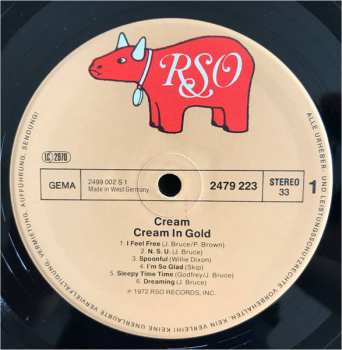 RSO
LC 2970
GEMA
2499 002 S 1
Made in West Germany
2479 223
STEREO
33
1
Cream
Cream In Gold
1. I Feel Free (J. Bruce/P. Brown)
2. N. S. U. (J. Bruce)
3. Spoonful (Willie Dixon)
4. I'm So Glad (Skip)
5. Sleepy Time Time (Godfrey/J. Bruce)
6. Dreaming (J. Bruce)
℗ 1972 RSO RECORDS, INC.
ALLE URHEBER- UND LEISTUNGSSCHUTZRECHTE VORBEHALTEN. KEIN VERLEIH! KEINE UNERLAUBTE VERVIELFÄLTIGUNG, VERMIETUNG, AUFFÜHRUNG, SENDUNG!